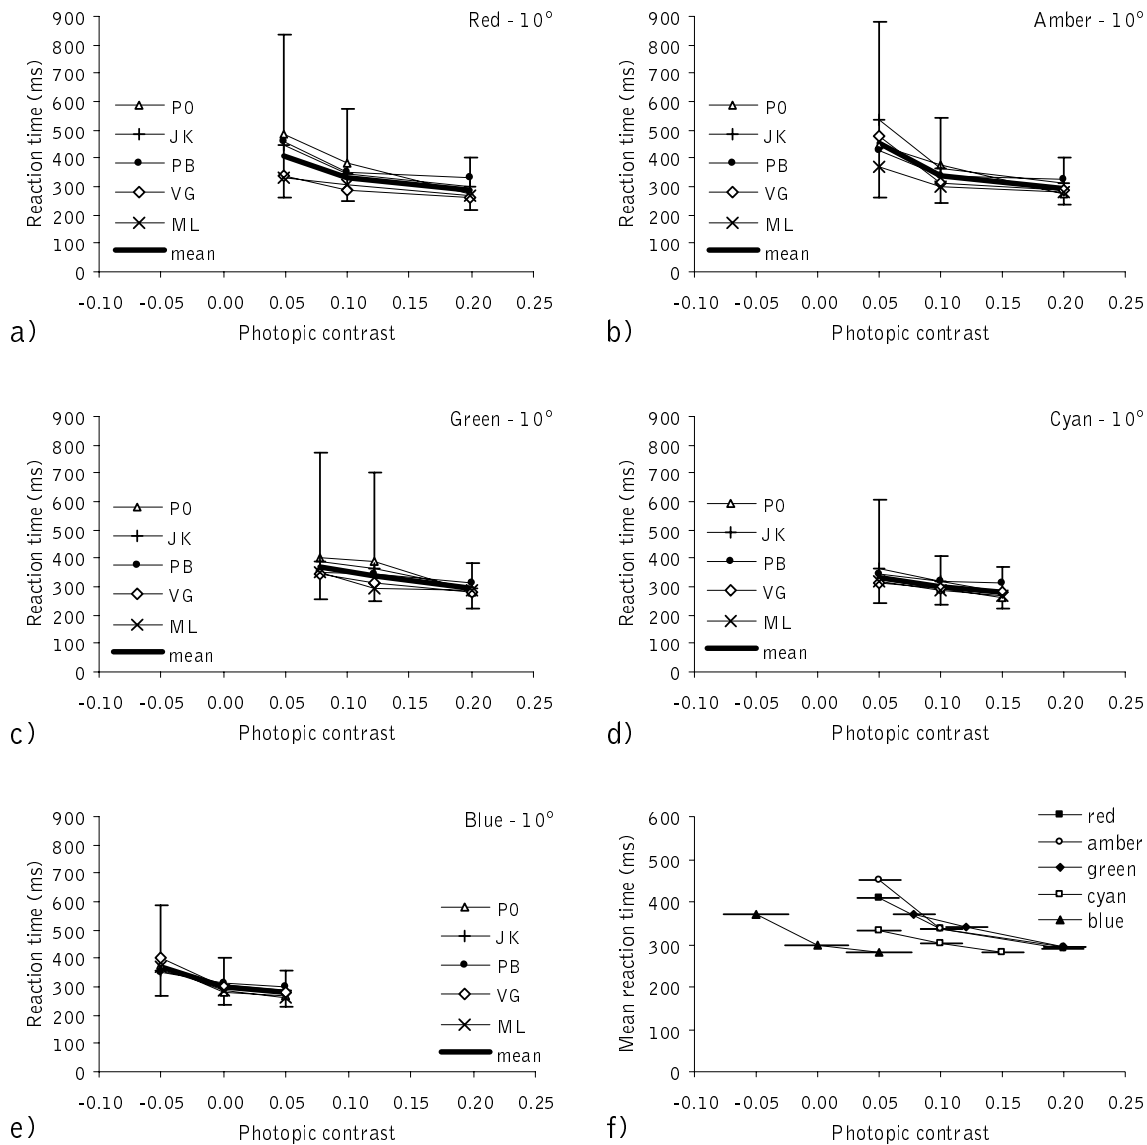 Red - 10°
900
800
700
600
500
400
300
200
100
0
Reaction time (ms)
PO
JK
PB
VG
ML
mean
-0.10 -0.05 0.00 0.05 0.10 0.15 0.20 0.25
Photopic contrast
a)
Amber - 10°
900
800
700
600
500
400
300
200
100
0
Reaction time (ms)
PO
JK
PB
VG
ML
mean
-0.10 -0.05 0.00 0.05 0.10 0.15 0.20 0.25
Photopic contrast
b)
Green - 10°
900
800
700
600
500
400
300
200
100
0
Reaction time (ms)
PO
JK
PB
VG
ML
mean
-0.10 -0.05 0.00 0.05 0.10 0.15 0.20 0.25
Photopic contrast
c)
Cyan - 10°
900
800
700
600
500
400
300
200
100
0
Reaction time (ms)
PO
JK
PB
VG
ML
mean
-0.10 -0.05 0.00 0.05 0.10 0.15 0.20 0.25
Photopic contrast
d)
Blue - 10°
900
800
700
600
500
400
300
200
100
0
Reaction time (ms)
PO
JK
PB
VG
ML
mean
-0.10 -0.05 0.00 0.05 0.10 0.15 0.20 0.25
Photopic contrast
e)
600
500
400
300
200
100
0
Mean reaction time (ms)
red
amber
green
cyan
blue
-0.10 -0.05 0.00 0.05 0.10 0.15 0.20 0.25
Photopic contrast
f)